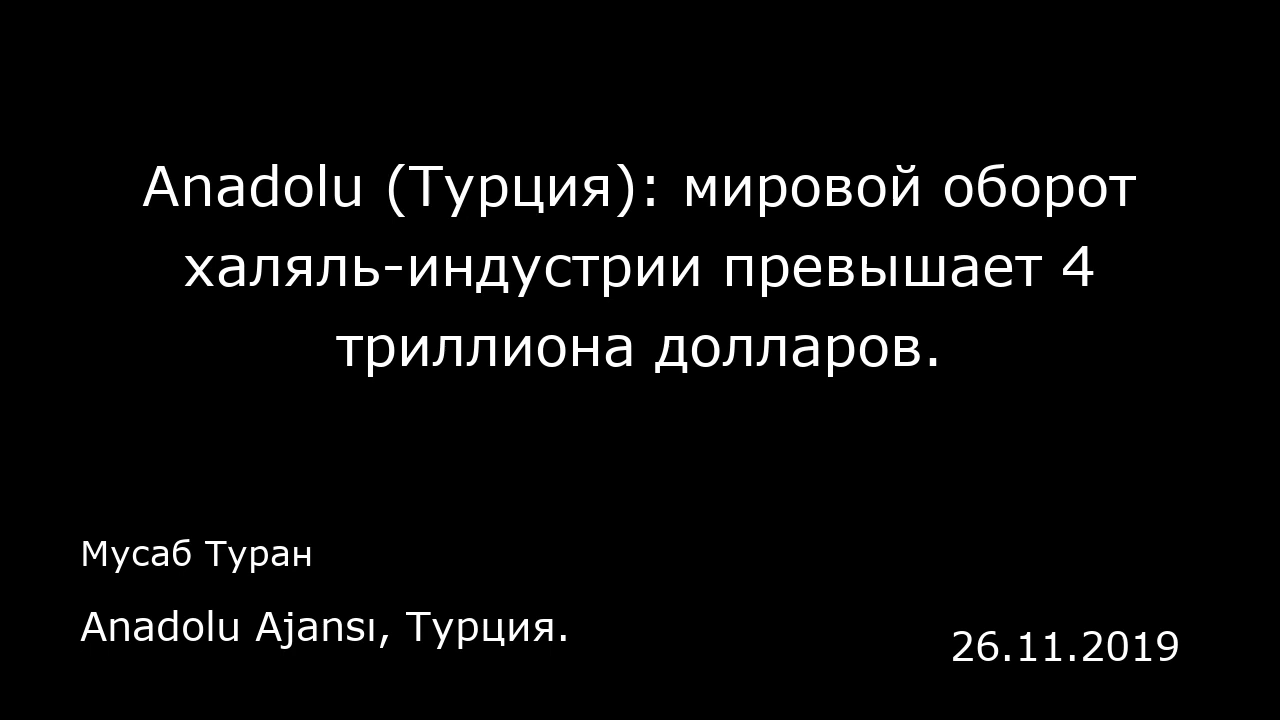 Anadolu (Турция): мировой оборот
халяль-индустрии превышает 4
триллиона долларов.
Мусаб Туран
Anadolu Ajansı, Турция.
26.11.2019